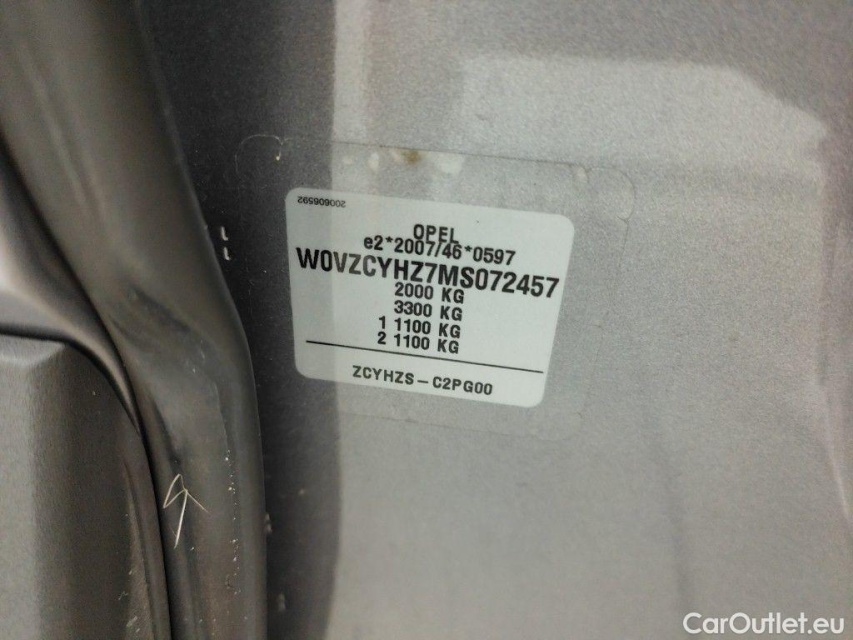 200606592
OPEL
e2*2007/46*0597
W0VZCYHZ7MS072457
2000 KG
3300 KG
1 1100 KG
2 1100 KG
ZCYHZS-C2PG00
CarOutlet.eu